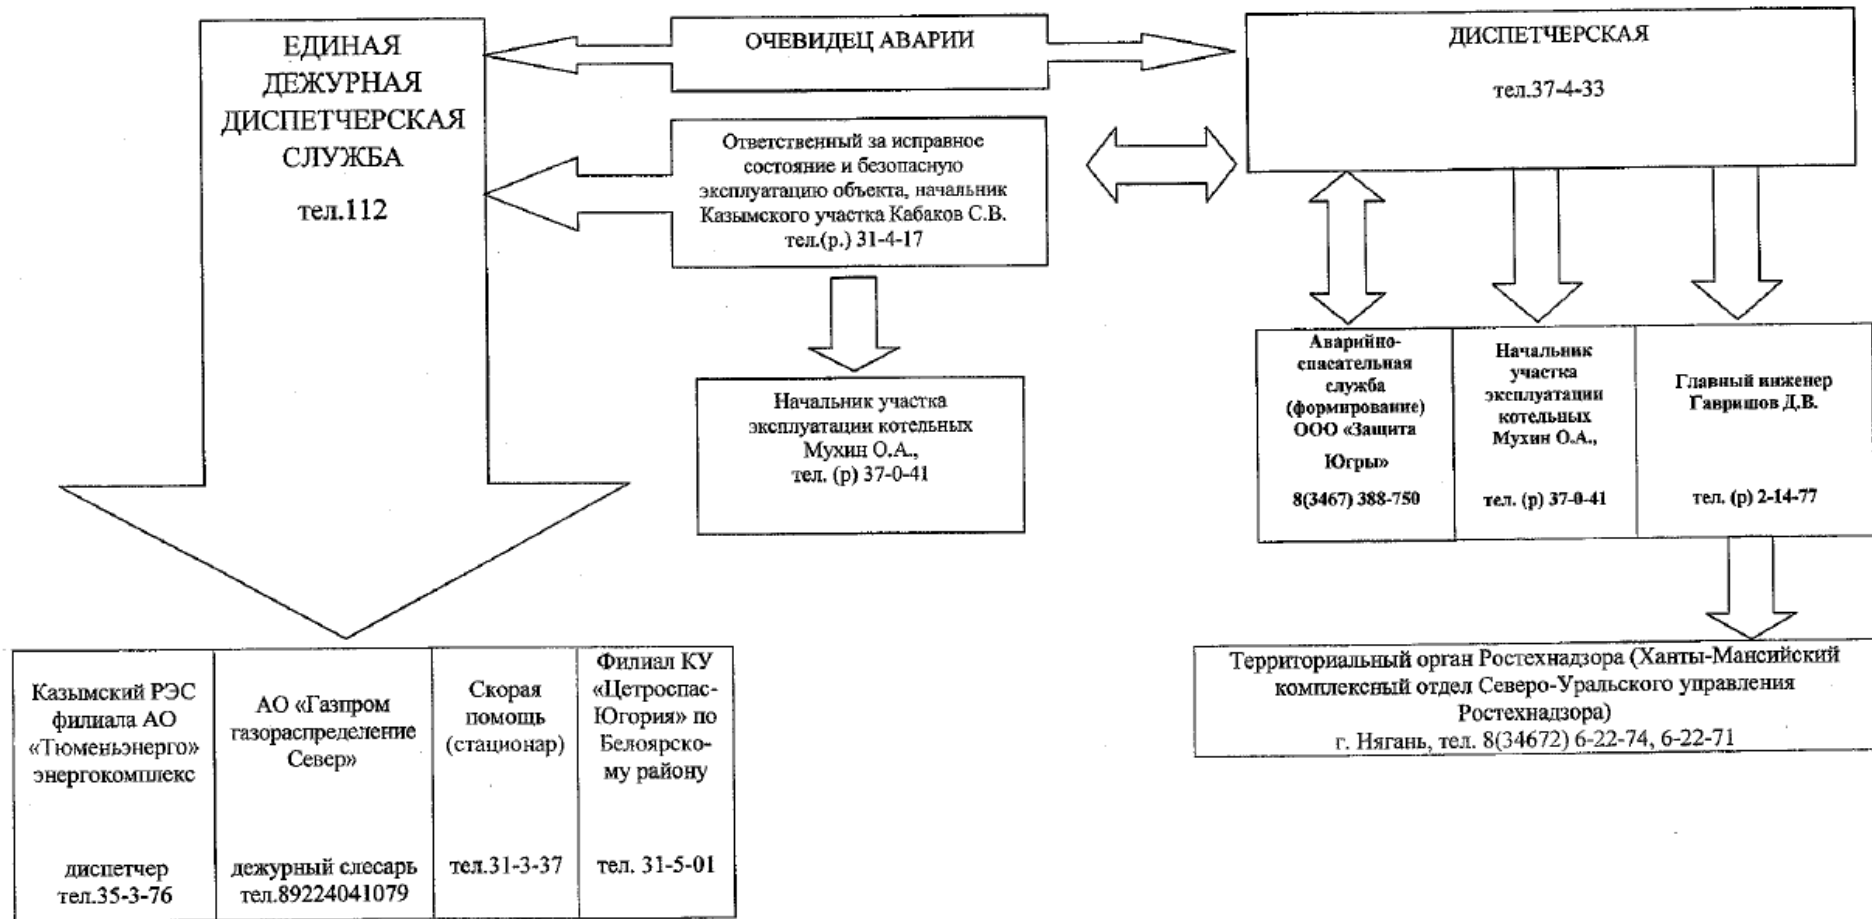 ЕДИНАЯ
ДЕЖУРНАЯ
ДИСПЕТЧЕРСКАЯ
СЛУЖБА
тел.112
ОЧЕВИДЕЦ АВАРИИ
ДИСПЕТЧЕРСКАЯ
тел.37-4-33
Ответственный за исправное
состояние и безопасную
эксплуатацию объекта, начальник
Казымского участка Кабаков С.В.
тел.(р.) 31-4-17
Начальник участка
эксплуатации котельных
Мухин О.А.,
тел. (р) 37-0-41
Аварийно-
спасательная
служба
(формирование)
ООО «Защита
Югры»
8(3467) 388-750
Начальник
участка
эксплуатации
котельных
Мухин О.А.,
тел. (р) 37-0-41
Главный инженер
Гавришов Д.В.
тел. (р) 2-14-77
Территориальный орган Ростехнадзора (Ханты-Мансийский
комплексный отдел Северо-Уральского управления
Ростехнадзора)
г. Нягань, тел. 8(34672) 6-22-74, 6-22-71
Казымский РЭС
филиала АО
«Тюменьэнерго»
энергокомплекс
диспетчер
тел.35-3-76
АО «Газпром
газораспределение
Север»
дежурный слесарь
тел.89224041079
Скорая
помощь
(стационар)
тел.31-3-37
Филиал КУ
«Цетроспас-
Югория» по
Белоярско-
му району
тел. 31-5-01